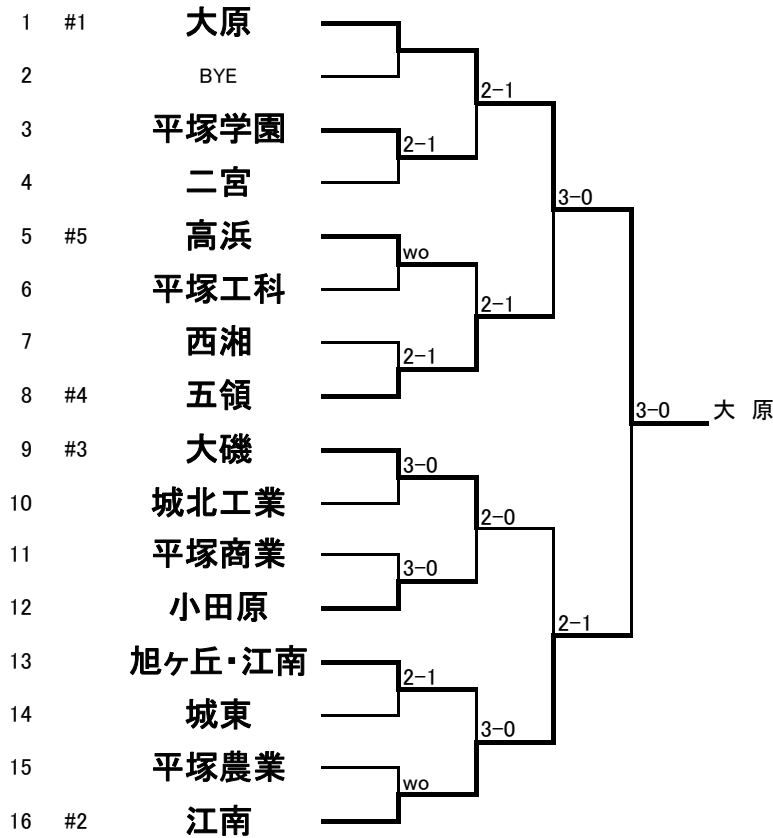 1 #1 大原
2 BYE
2-1
3 平塚学園
2-1
4 二宮
3-0
5 #5 高浜
wo
6 平塚工科
2-1
7 西湘
2-1
8 #4 五領
3-0 大 原
9 #3 大磯
3-0
10 城北工業
2-0
11 平塚商業
3-0
12 小田原
2-1
13 旭ヶ丘・江南
2-1
14 城東
3-0
15 平塚農業
wo
16 #2 江南